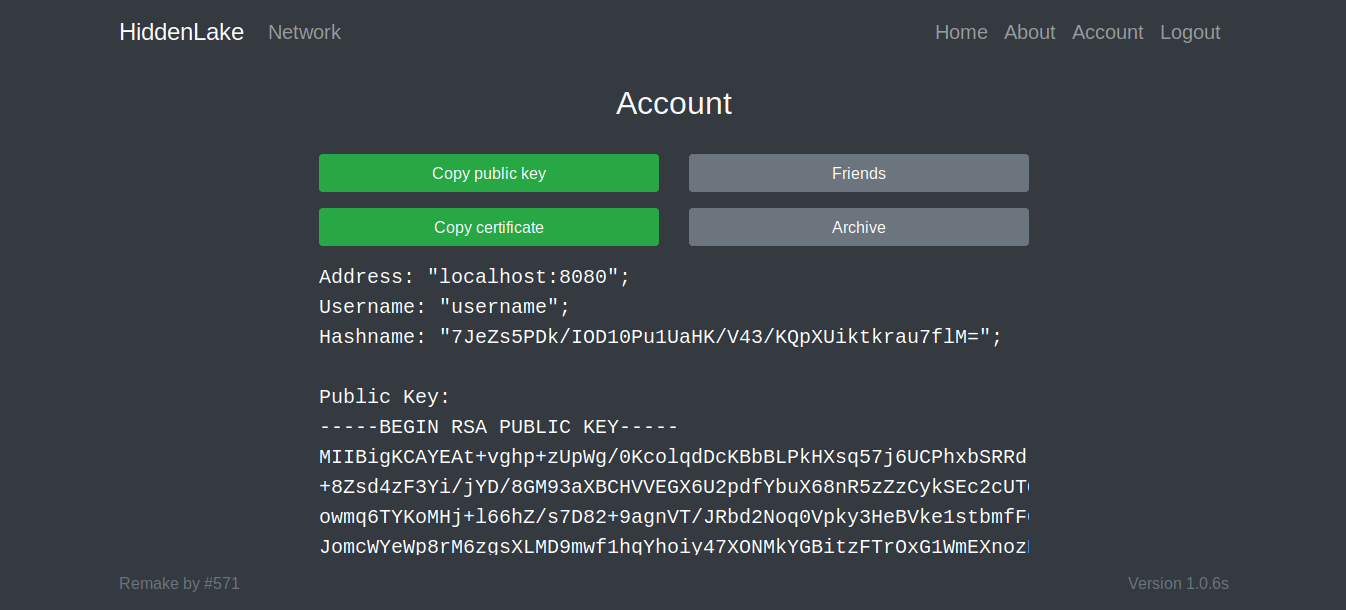 HiddenLake Network Home About Account Logout
Account
Copy public key Friends
Copy certificate Archive
Address: "localhost:8080";
Username: "username";
Hashname: "7JeZs5PDk/IOD10Pu1UaHK/V43/KQpXUiktkrau7flM=";
Public Key:
-----BEGIN RSA PUBLIC KEY-----
MIIBigKCAYEAt+vghp+zUpWg/0KcolqdDcKBbBLPkHXsq57j6UCPhxbSRRd
+8Zsd4zF3Yi/jYD/8GM93aXBCHVVEGX6U2pdfYbuX68nR5zZzCykSEc2cUT
owmq6TYKoMHj+l66hZ/s7D82+9agnVT/JRbd2Noq0Vpky3HeBVke1stbmfF
JomcWYeWp8rM6zgsXLMD9mwf1hqYhoiy47XONMkYGBitzFTrOxG1WmEXnoz
Remake by #571 Version 1.0.6s